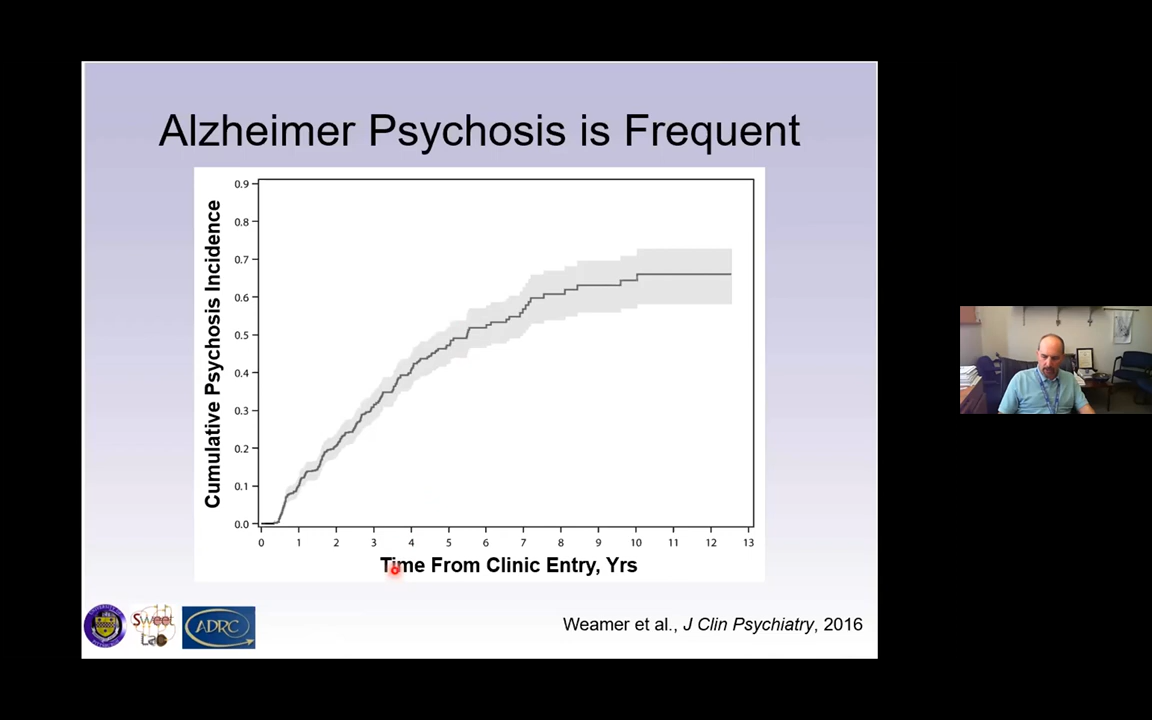 Alzheimer Psychosis is Frequent
Cumulative Psychosis Incidence
0.9
0.8
0.7
0.6
0.5
0.4
0.3
0.2
0.1
0.0
0 1 2 3 4 5 6 7 8 9 10 11 12 13
Time From Clinic Entry, Yrs
Sweet
Lab
ADRC
Weamer et al., J Clin Psychiatry, 2016